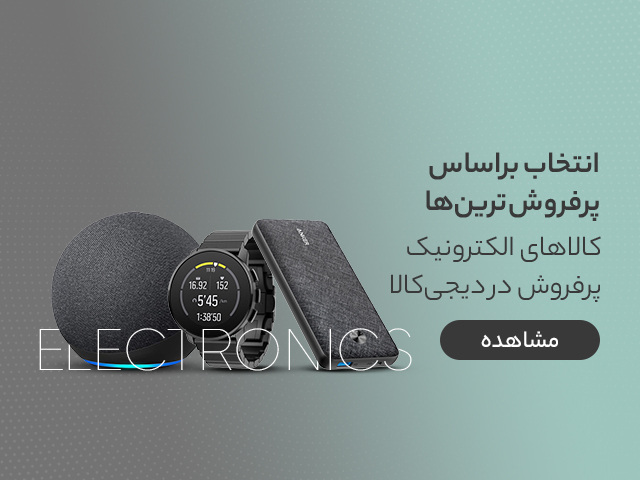 انتخاب براساس
پرفروش‌ترین‌ها
کالاهای الکترونیک
پرفروش در دیجی‌کالا
مشاهده
ELECTRONICS
ANKER
16.92 152
5'45
1:38'50